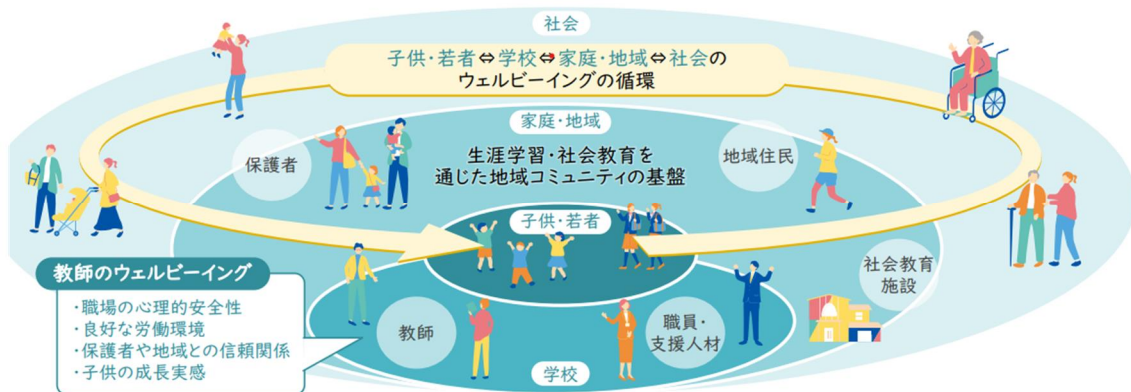 社会
子供・若者⇔学校⇔家庭・地域⇔社会の
ウェルビーイングの循環
家庭・地域
保護者
生涯学習・社会教育を
通じた地域コミュニティの基盤
地域住民
子供・若者
社会教育
施設
教師のウェルビーイング
・職場の心理的安全性
・良好な労働環境
・保護者や地域との信頼関係
・子供の成長実感
教師
職員・
支援人材
学校